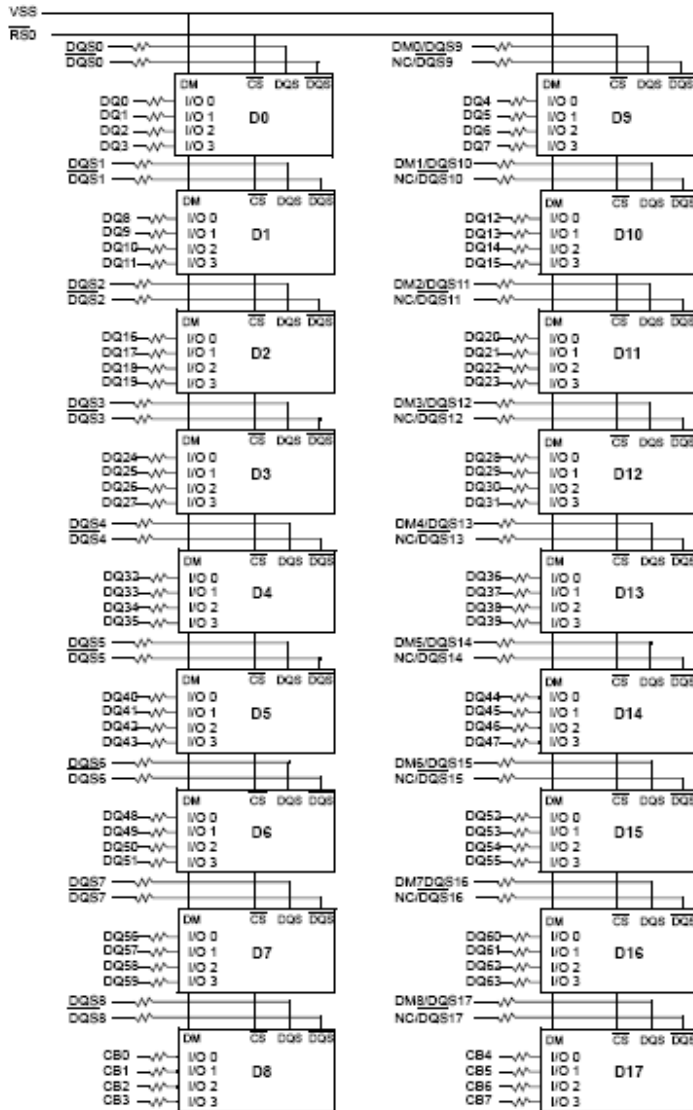 VSS
RS0
DQS0
DQS0
DM CS DQS DQS
DQ0 I/O 0
DQ1 I/O 1 D0
DQ2 I/O 2
DQ3 I/O 3
DQS1
DQS1
DM CS DQS DQS
DQ8 I/O 0
DQ9 I/O 1 D1
DQ10 I/O 2
DQ11 I/O 3
DQS2
DQS2
DM CS DQS DQS
DQ16 I/O 0
DQ17 I/O 1 D2
DQ18 I/O 2
DQ19 I/O 3
DQS3
DQS3
DM CS DQS DQS
DQ24 I/O 0
DQ25 I/O 1 D3
DQ26 I/O 2
DQ27 I/O 3
DQS4
DQS4
DM CS DQS DQS
DQ32 I/O 0
DQ33 I/O 1 D4
DQ34 I/O 2
DQ35 I/O 3
DQS5
DQS5
DM CS DQS DQS
DQ40 I/O 0
DQ41 I/O 1 D5
DQ42 I/O 2
DQ43 I/O 3
DQS6
DQS6
DM CS DQS DQS
DQ48 I/O 0
DQ49 I/O 1 D6
DQ50 I/O 2
DQ51 I/O 3
DQS7
DQS7
DM CS DQS DQS
DQ56 I/O 0
DQ57 I/O 1 D7
DQ58 I/O 2
DQ59 I/O 3
DQS8
DQS8
DM CS DQS DQS
CB0 I/O 0
CB1 I/O 1 D8
CB2 I/O 2
CB3 I/O 3
DM0/DQS9
NC/DQS9
DM CS DQS DQS
DQ4 I/O 0
DQ5 I/O 1 D9
DQ6 I/O 2
DQ7 I/O 3
DM1/DQS10
NC/DQS10
DM CS DQS DQS
DQ12 I/O 0
DQ13 I/O 1 D10
DQ14 I/O 2
DQ15 I/O 3
DM2/DQS11
NC/DQS11
DM CS DQS DQS
DQ20 I/O 0
DQ21 I/O 1 D11
DQ22 I/O 2
DQ23 I/O 3
DM3/DQS12
NC/DQS12
DM CS DQS DQS
DQ28 I/O 0
DQ29 I/O 1 D12
DQ30 I/O 2
DQ31 I/O 3
DM4/DQS13
NC/DQS13
DM CS DQS DQS
DQ36 I/O 0
DQ37 I/O 1 D13
DQ38 I/O 2
DQ39 I/O 3
DM5/DQS14
NC/DQS14
DM CS DQS DQS
DQ44 I/O 0
DQ45 I/O 1 D14
DQ46 I/O 2
DQ47 I/O 3
DM6/DQS15
NC/DQS15
DM CS DQS DQS
DQ52 I/O 0
DQ53 I/O 1 D15
DQ54 I/O 2
DQ55 I/O 3
DM7DQS16
NC/DQS16
DM CS DQS DQS
DQ60 I/O 0
DQ61 I/O 1 D16
DQ62 I/O 2
DQ63 I/O 3
DM8/DQS17
NC/DQS17
DM CS DQS DQS
CB4 I/O 0
CB5 I/O 1 D17
CB6 I/O 2
CB7 I/O 3